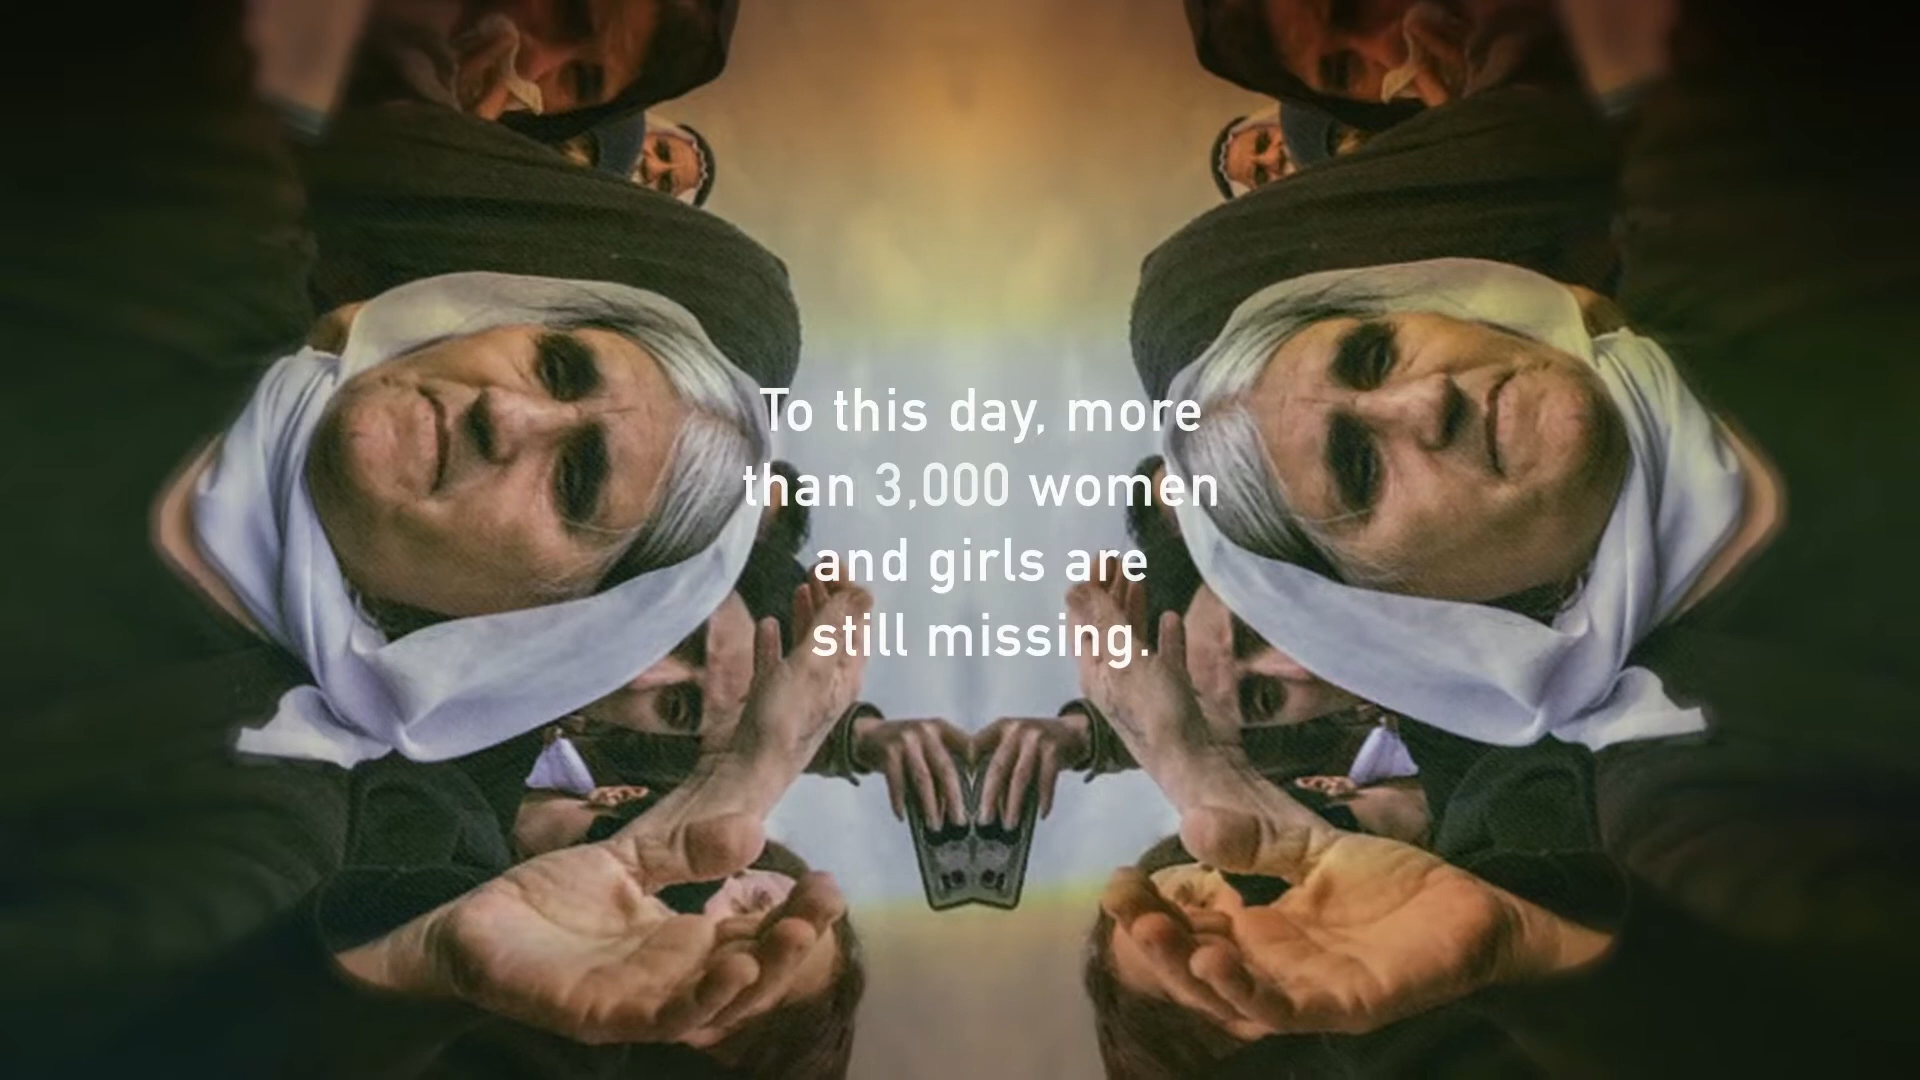 To this day, more
than 3,000 women
and girls are
still missing.